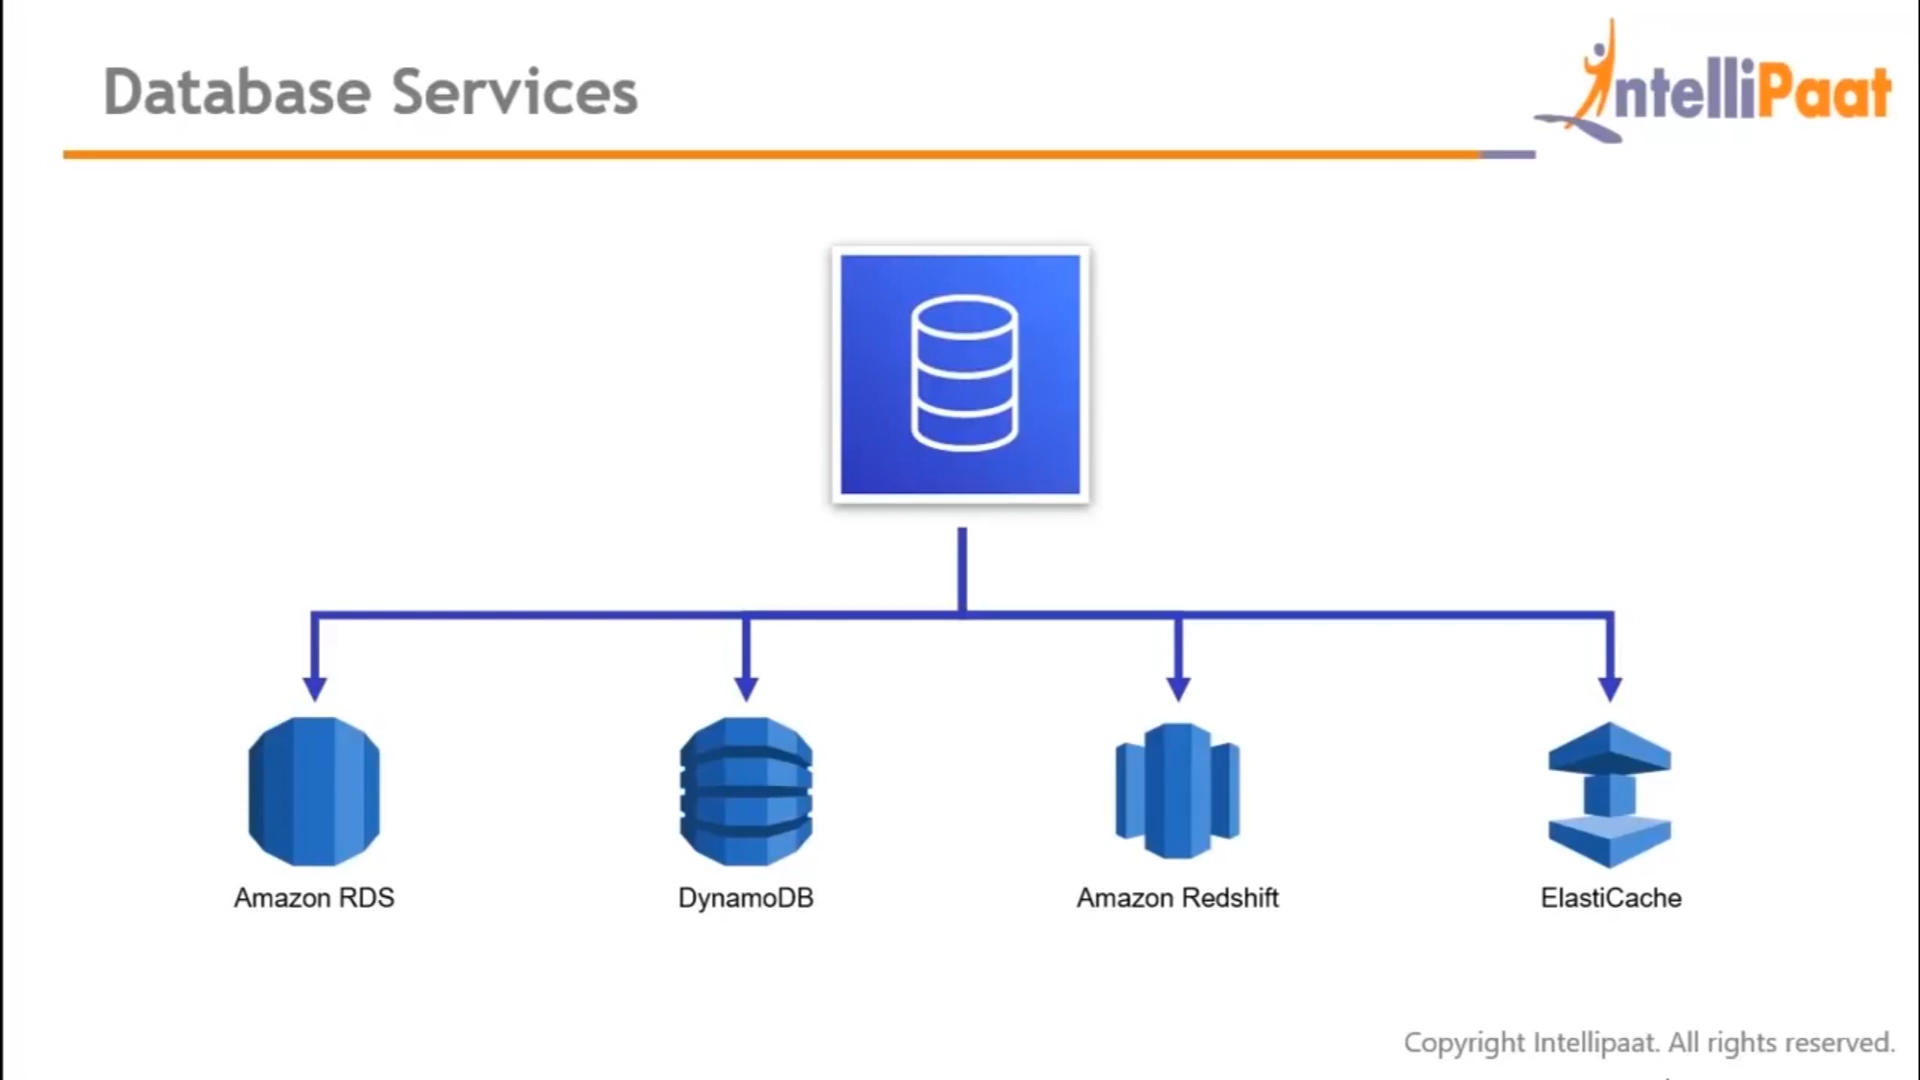 Database Services
IntelliPaat
Amazon RDS
DynamoDB
Amazon Redshift
ElastiCache
Copyright Intellipaat. All rights reserved.